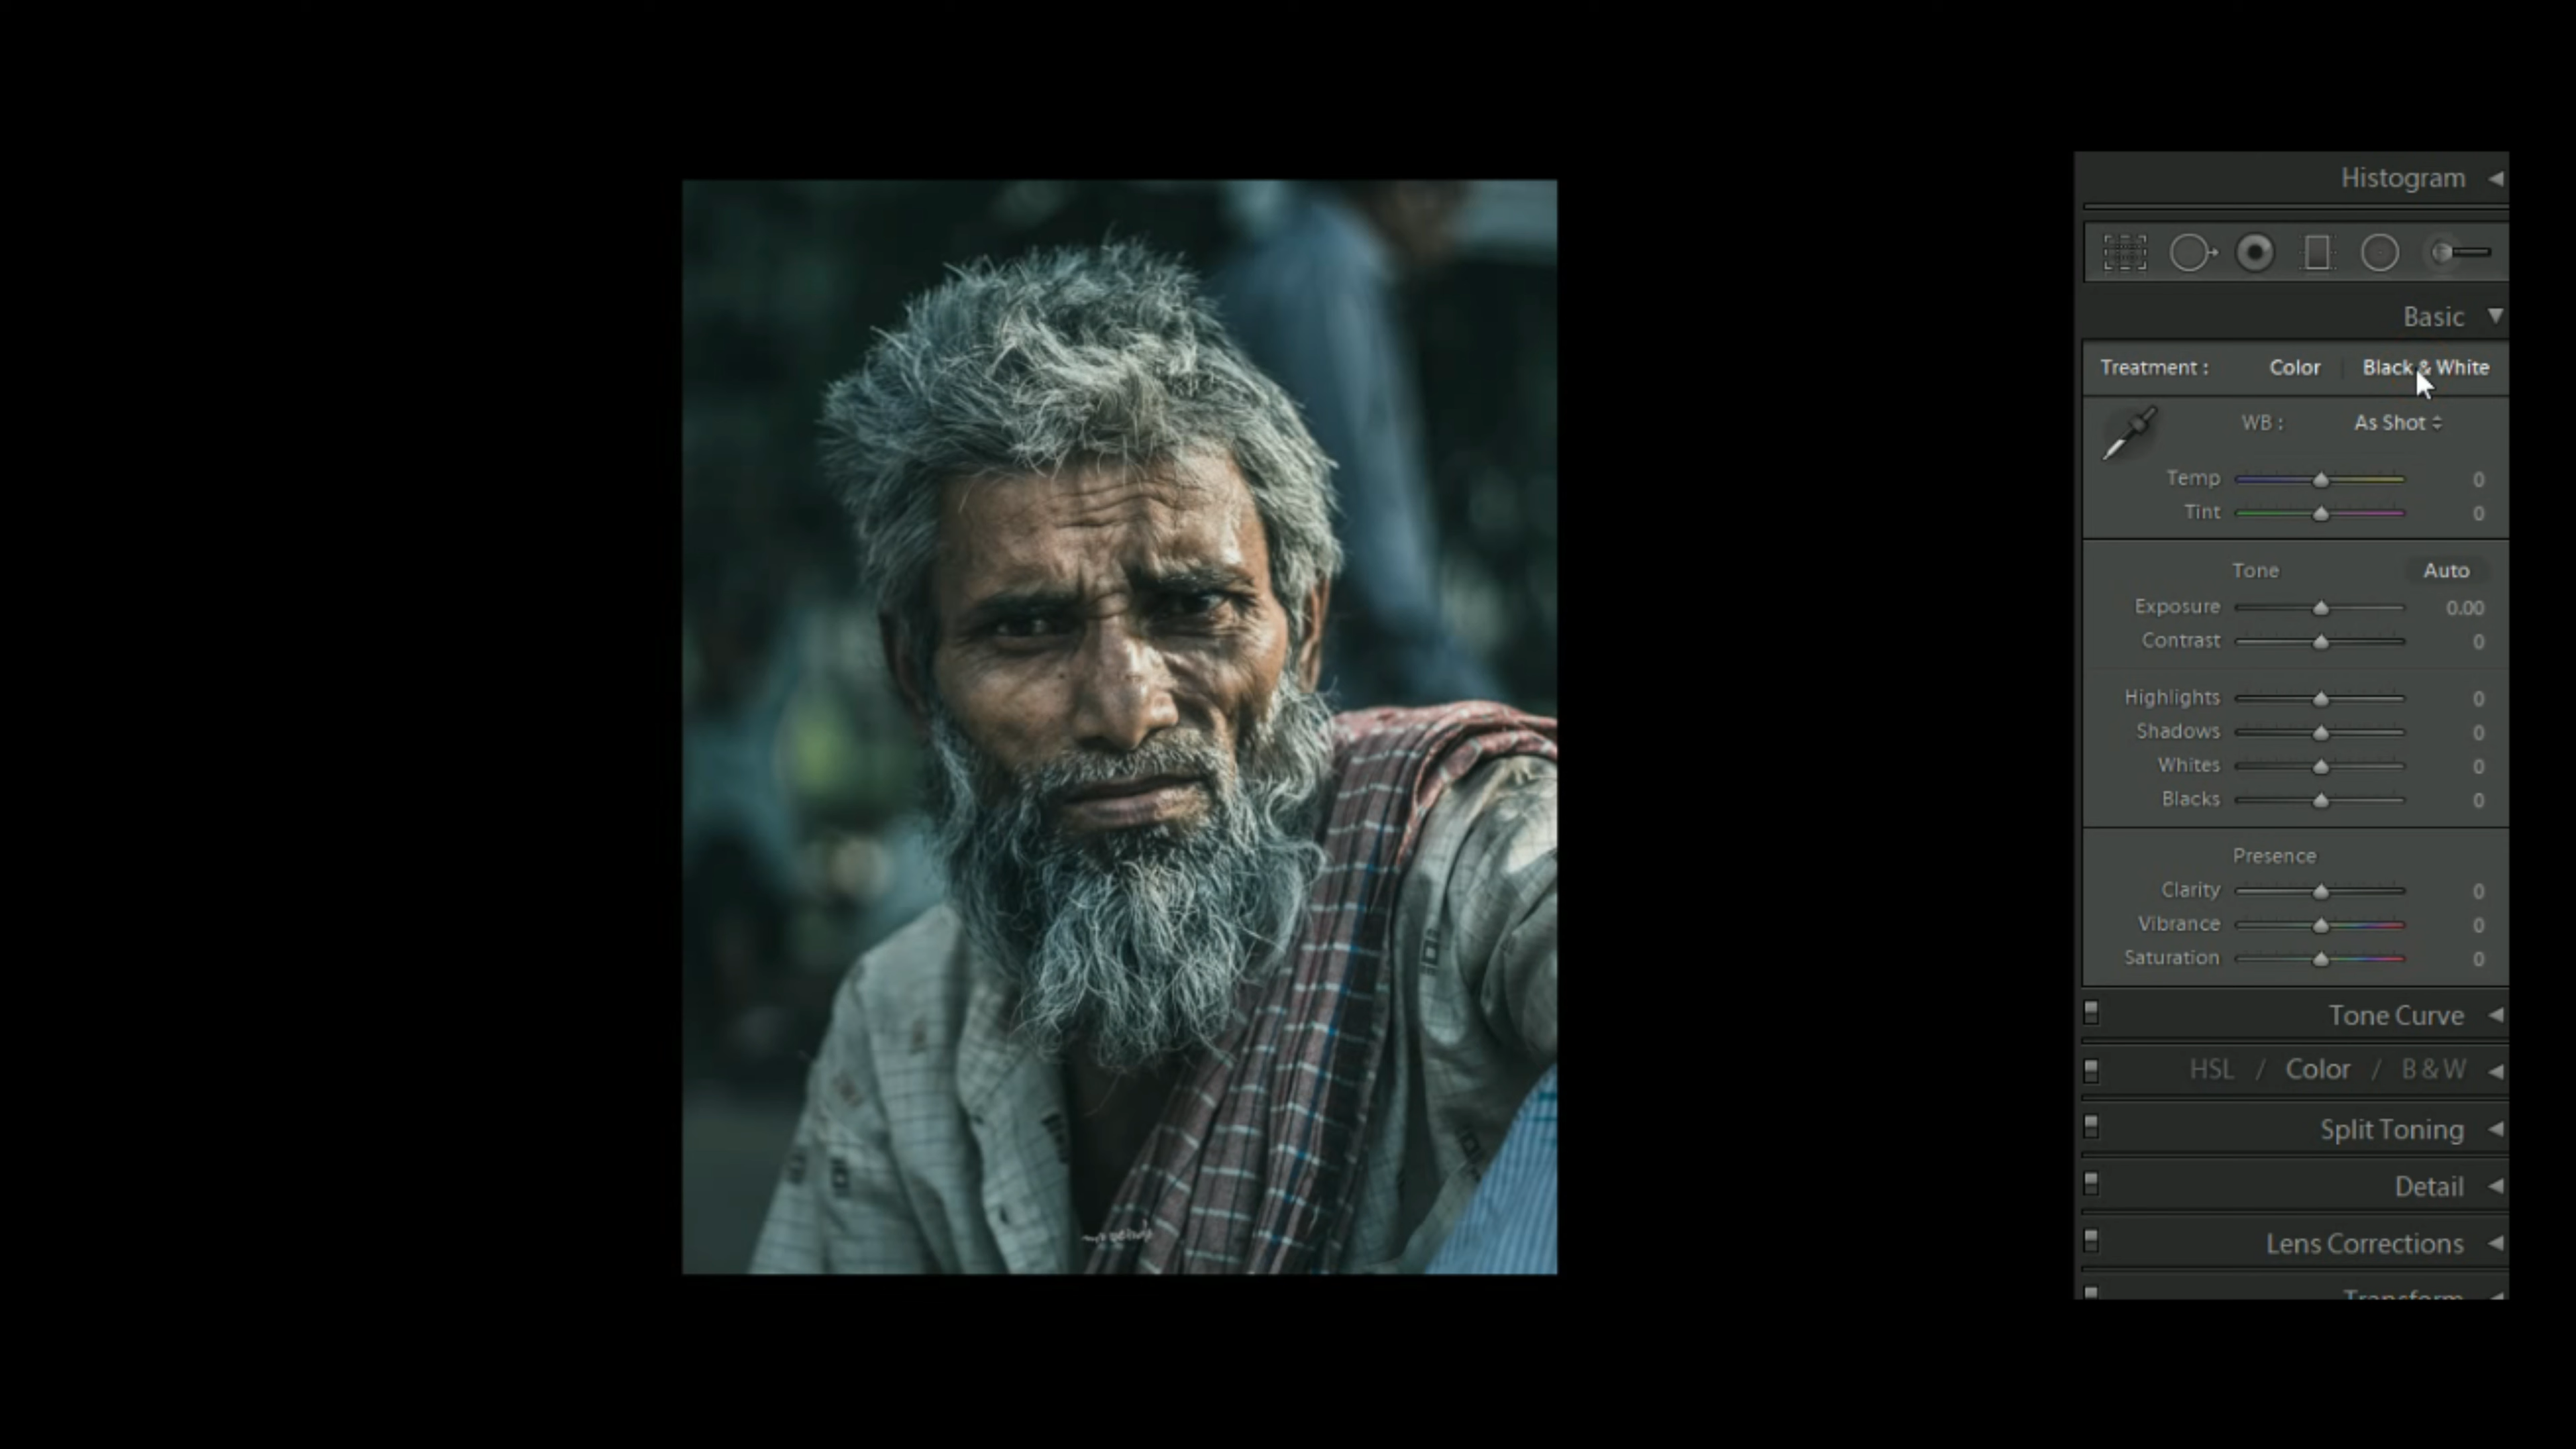 Histogram
Basic
Treatment : Color Black & White
WB : As Shot
Temp 0
Tint 0
Tone Auto
Exposure 0.00
Contrast 0
Highlights 0
Shadows 0
Whites 0
Blacks 0
Presence
Clarity 0
Vibrance 0
Saturation 0
Tone Curve
HSL / Color / B & W
Split Toning
Detail
Lens Corrections
Transform